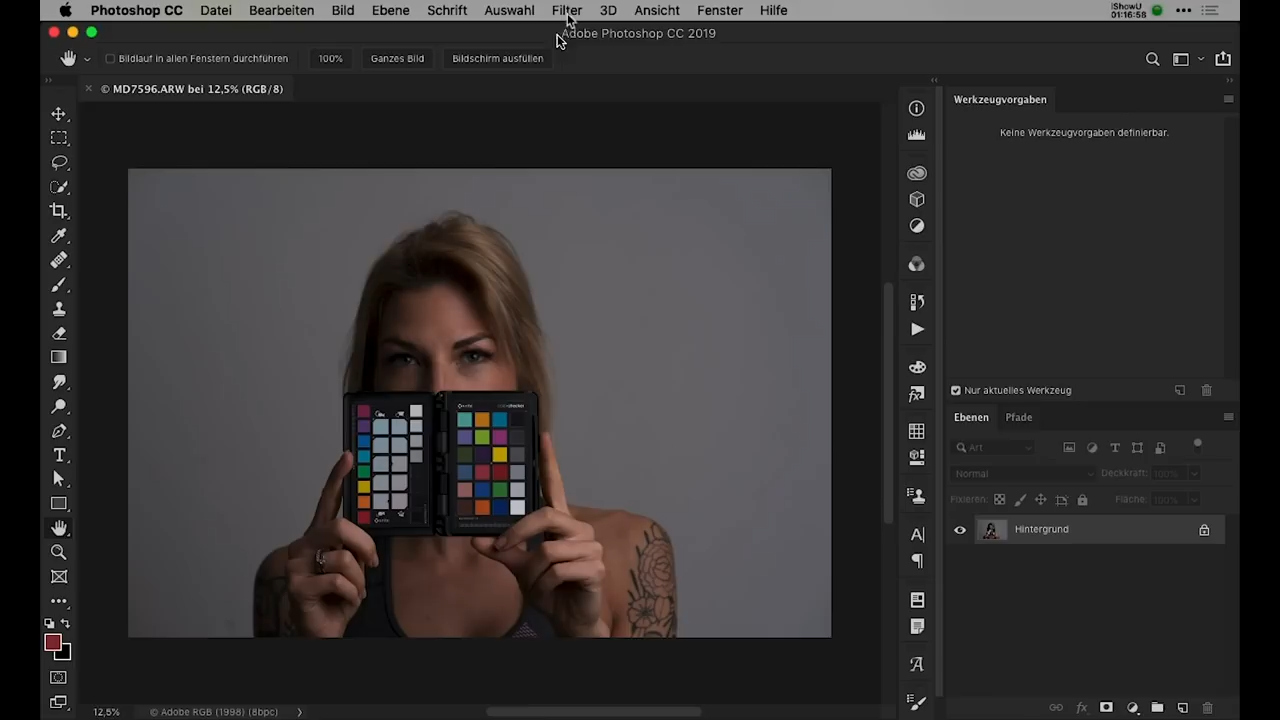 Photoshop CC Datei Bearbeiten Bild Ebene Schrift Auswahl Filter 3D Ansicht Fenster Hilfe
iShowU
01:16:58
Adobe Photoshop CC 2019
Bildlauf in allen Fenstern durchführen 100% Ganzes Bild Bildschirm ausfüllen
© MD7596.ARW bei 12,5% (RGB/8)
Werkzeugvorgaben
Keine Werkzeugvorgaben definierbar.
Nur aktuelles Werkzeug
Ebenen Pfade
Art
Normal Deckkraft: 100%
Fixieren: Fläche: 100%
Hintergrund
12,5% © Adobe RGB (1998) (8bpc)